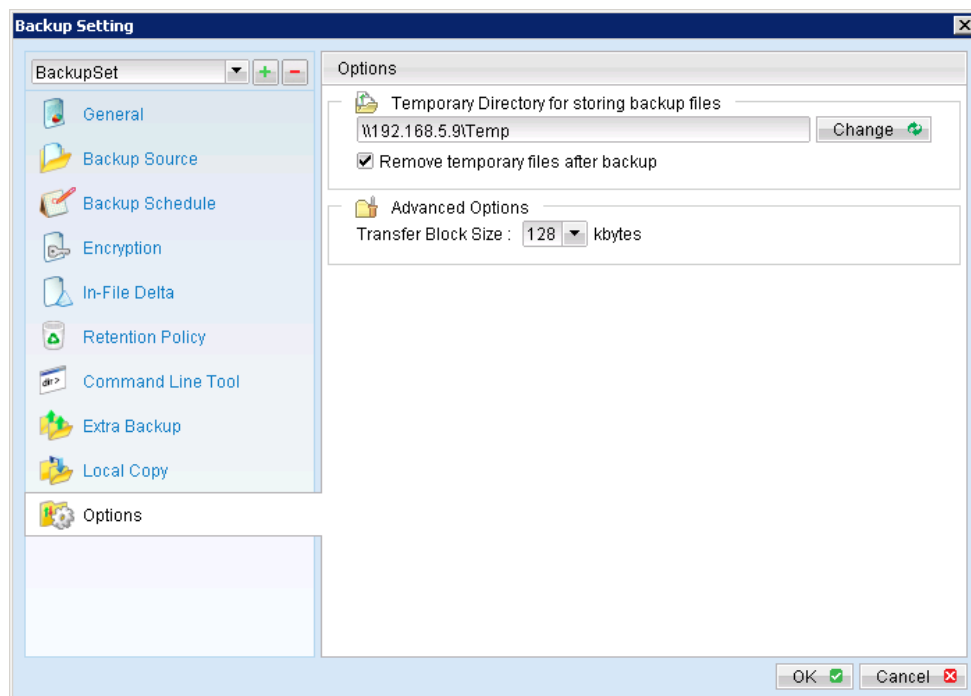 Backup Setting
BackupSet
General
Backup Source
Backup Schedule
Encryption
In-File Delta
Retention Policy
dir>
Command Line Tool
Extra Backup
Local Copy
Options
Options
Temporary Directory for storing backup files
\\192.168.5.9\Temp
Change
Remove temporary files after backup
Advanced Options
Transfer Block Size : 128 kbytes
OK
Cancel